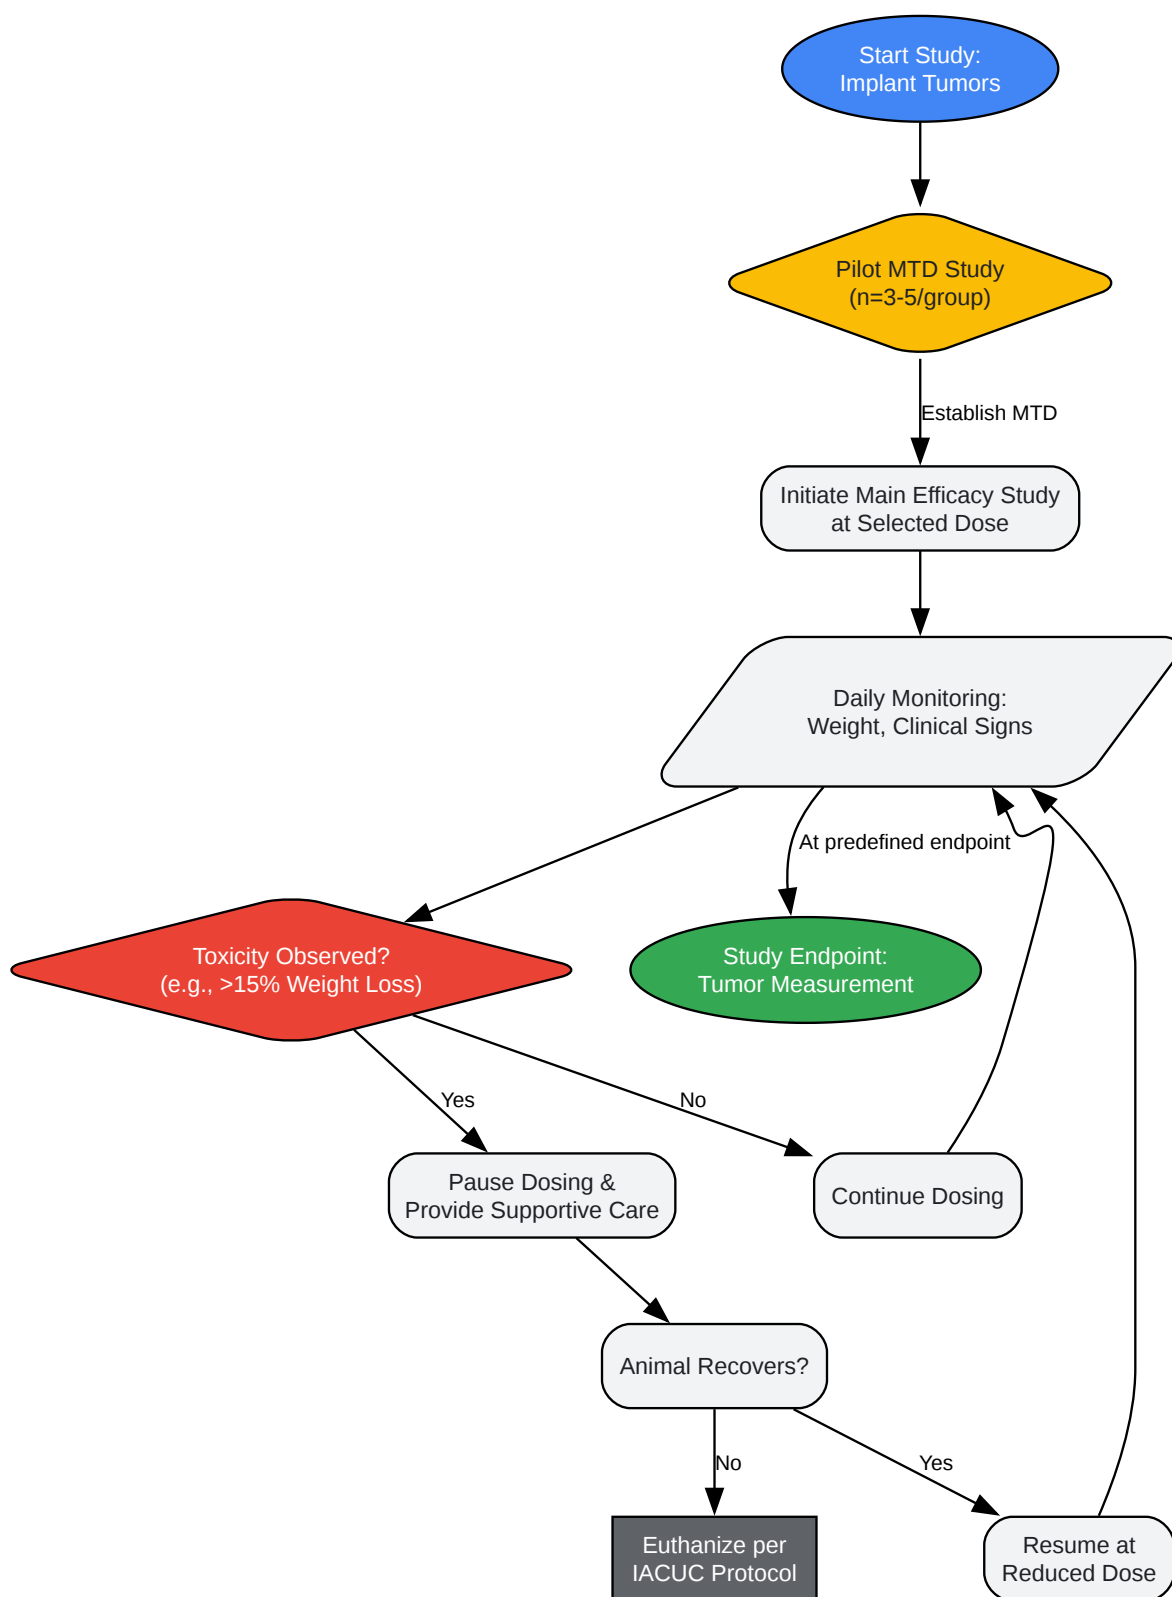 Start Study:
Implant Tumors
Pilot MTD Study
(n=3-5/group)
Establish MTD
Initiate Main Efficacy Study
at Selected Dose
Daily Monitoring:
Weight, Clinical Signs
At predefined endpoint
Toxicity Observed?
(e.g., >15% Weight Loss)
Study Endpoint:
Tumor Measurement
Yes
No
Pause Dosing &
Provide Supportive Care
Continue Dosing
Animal Recovers?
No
Yes
Euthanize per
IACUC Protocol
Resume at
Reduced Dose